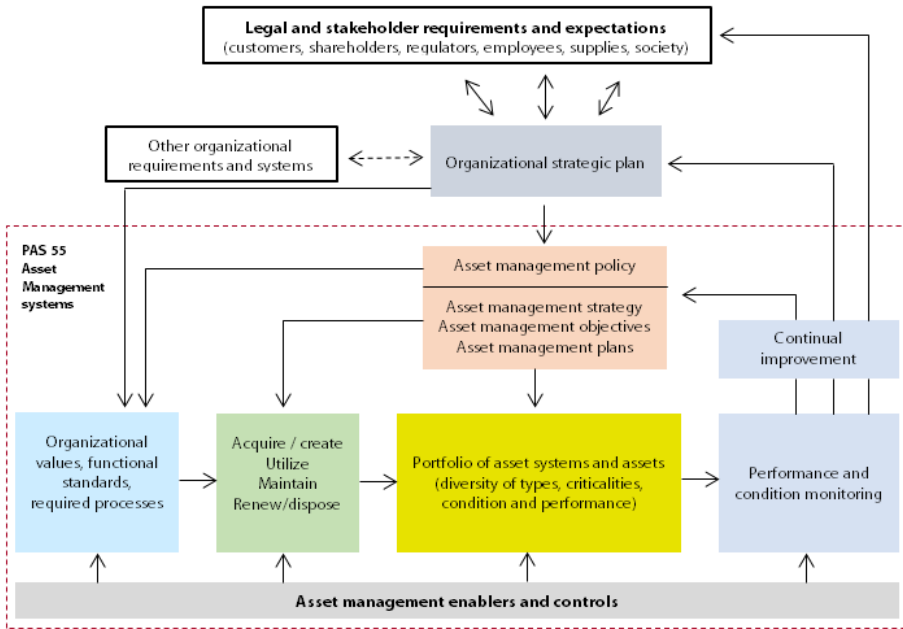 Legal and stakeholder requirements and expectations
(customers, shareholders, regulators, employees, supplies, society)
Other organizational
requirements and systems
Organizational strategic plan
PAS 55
Asset
Management
systems
Asset management policy
Asset management strategy
Asset management objectives
Asset management plans
Continual
improvement
Organizational
values, functional
standards,
required processes
Acquire / create
Utilize
Maintain
Renew/dispose
Portfolio of asset systems and assets
(diversity of types, criticalities,
condition and performance)
Performance and
condition monitoring
Asset management enablers and controls